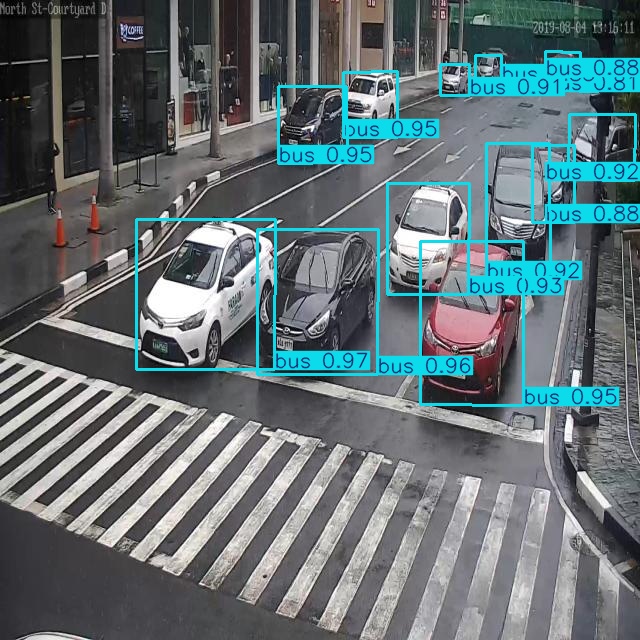 North St-Courtyard D
2019-08-04 13:15:11
COFFEE
bus 0.88
bus 0.91
0.81
bus 0.95
bus 0.95
bus 0.92
bus 0.88
bus 0.92
bus 0.93
bus 0.97
bus 0.96
bus 0.95